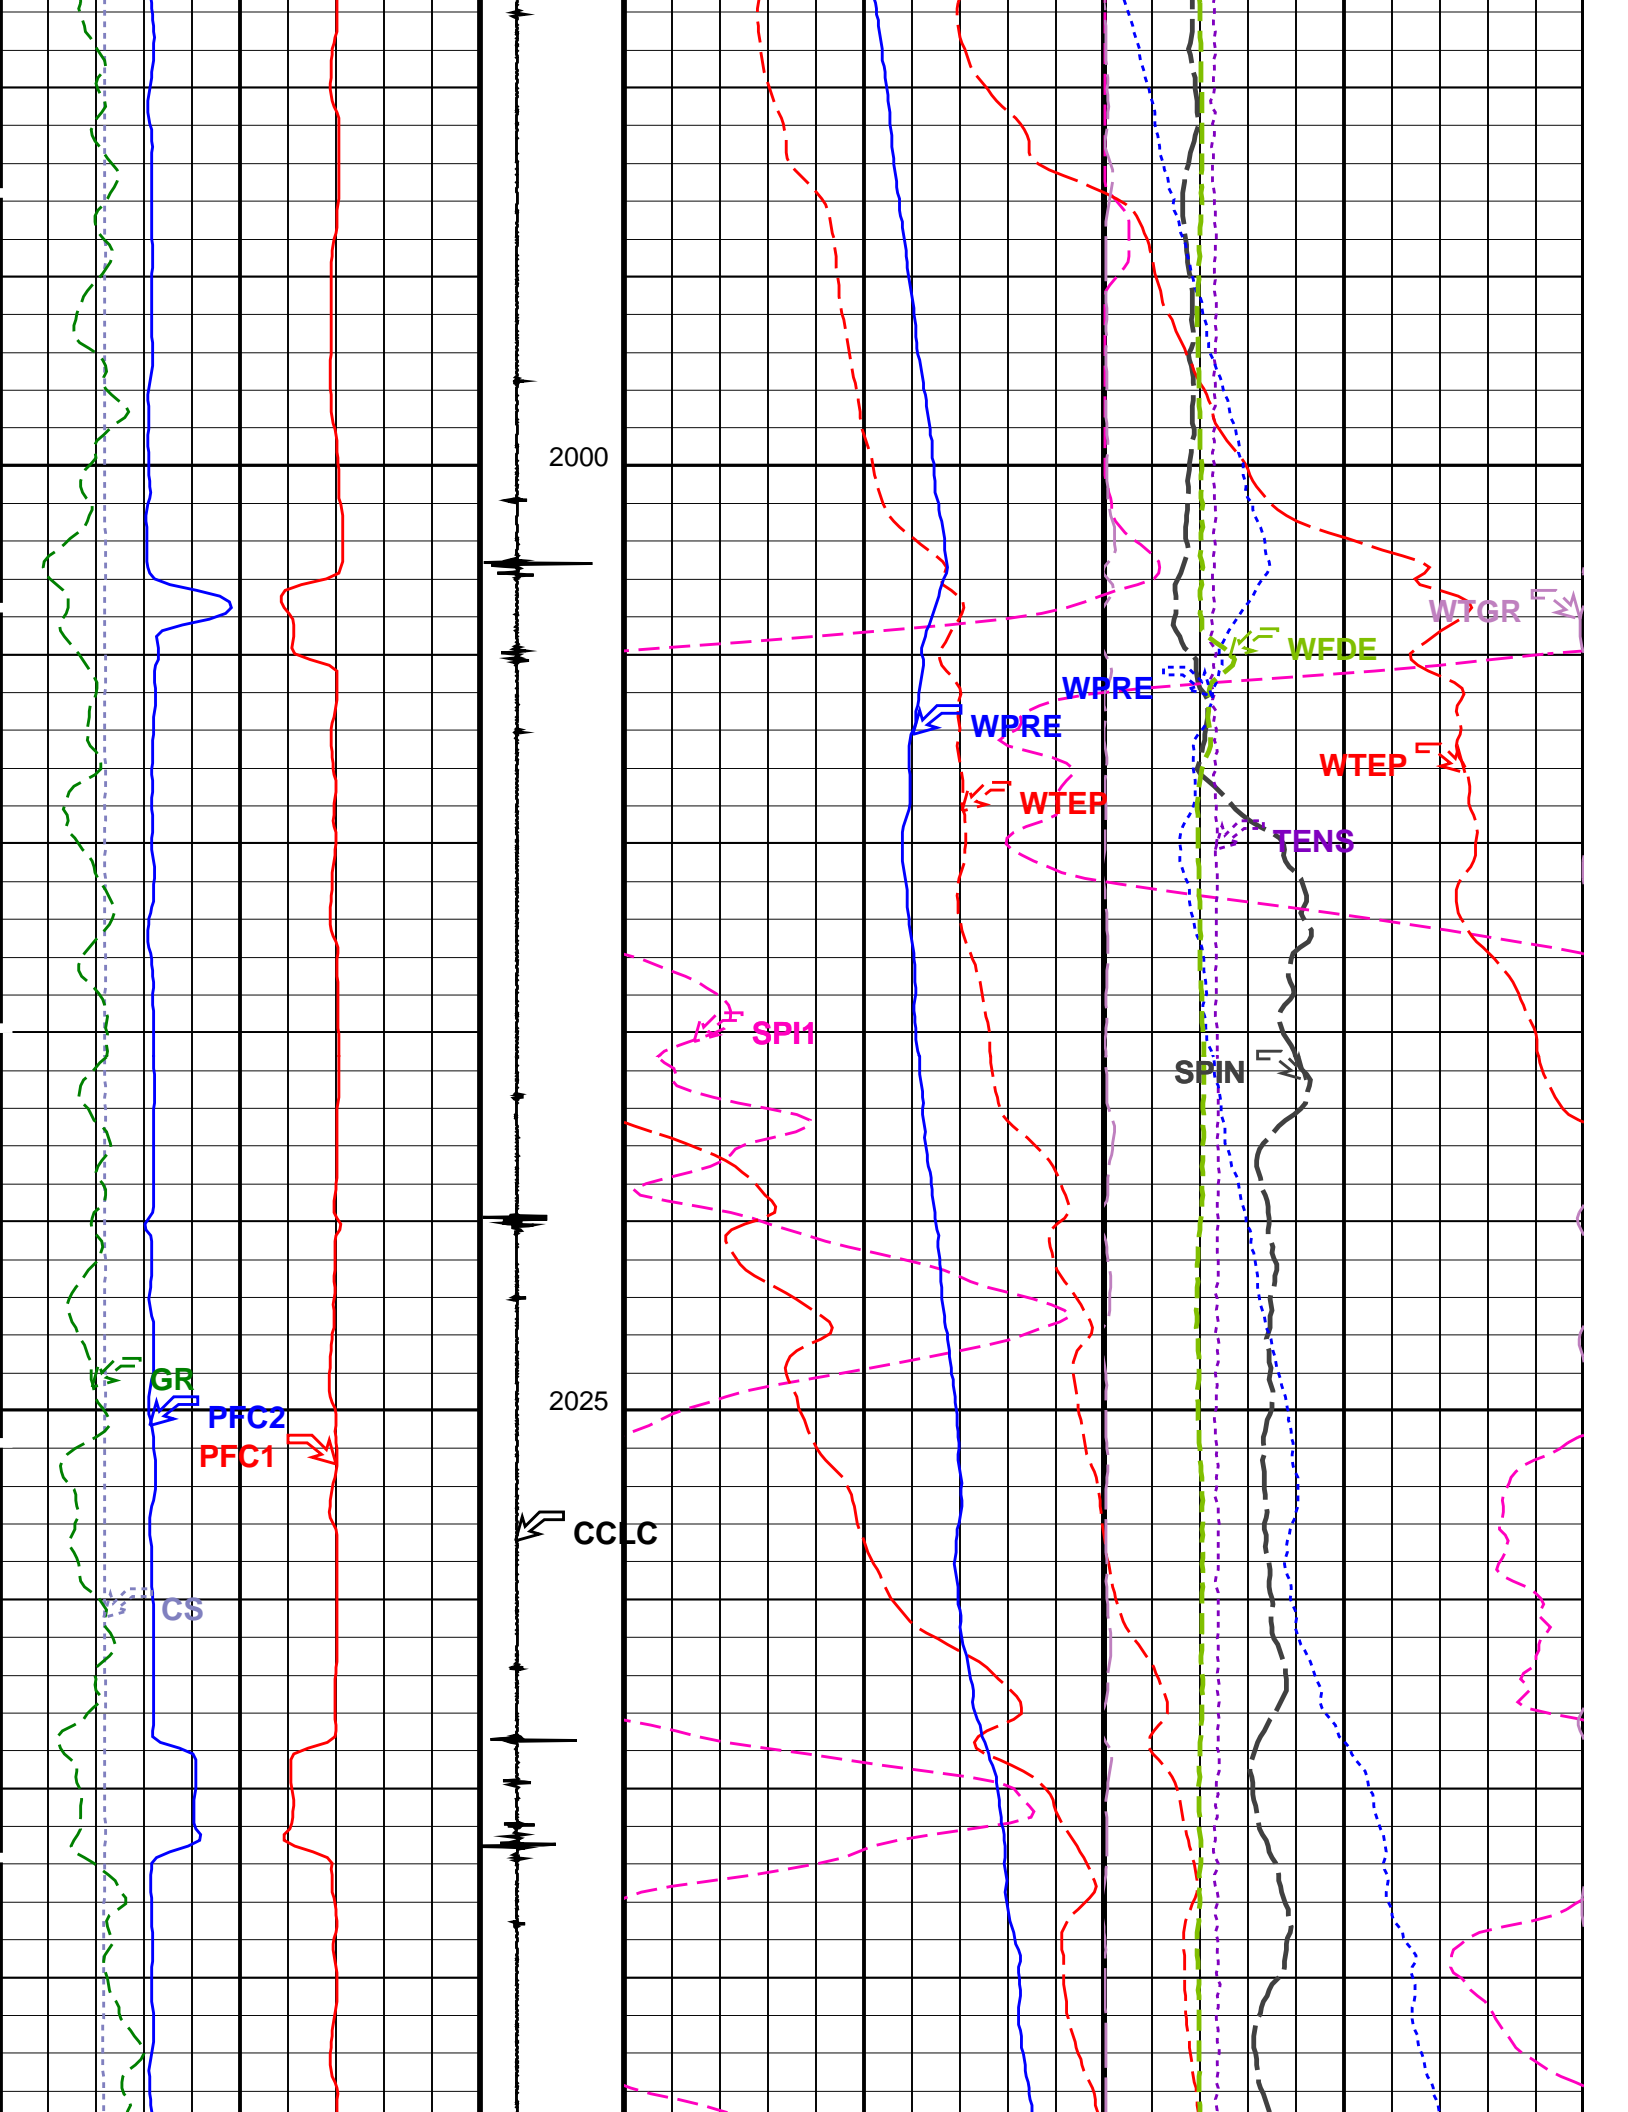 2000
WTGR
WFDE
WPRE
WPRE
WTEP
WTEP
TENS
SPI1
SPIN
GR
2025
PFC2
PFC1
CCLC
CS